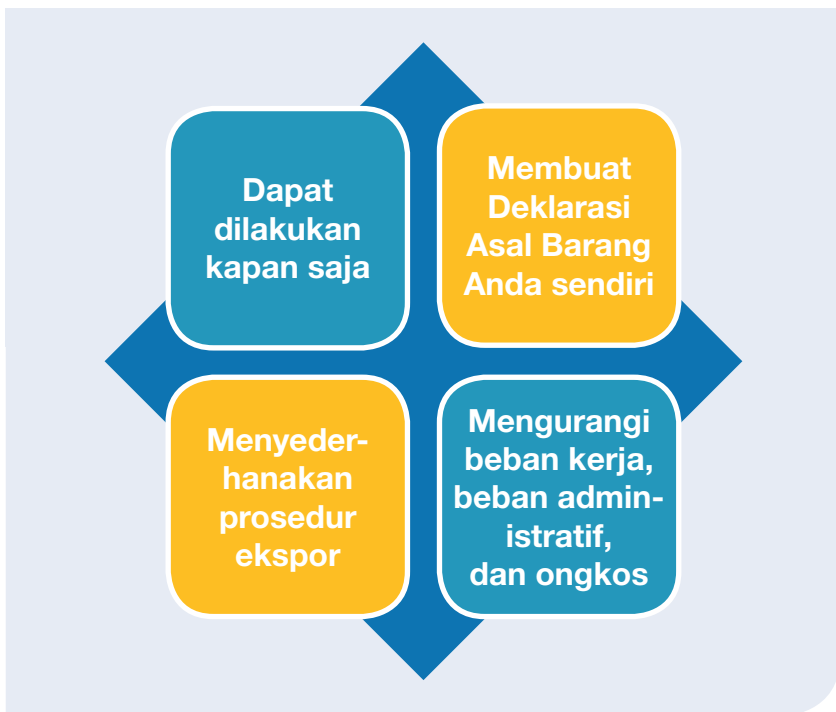 Dapat
dilakukan
kapan saja
Membuat
Deklarasi
Asal Barang
Anda sendiri
Menyeder-
hanakan
prosedur
ekspor
Mengurangi
beban kerja,
beban admin-
istratif,
dan ongkos